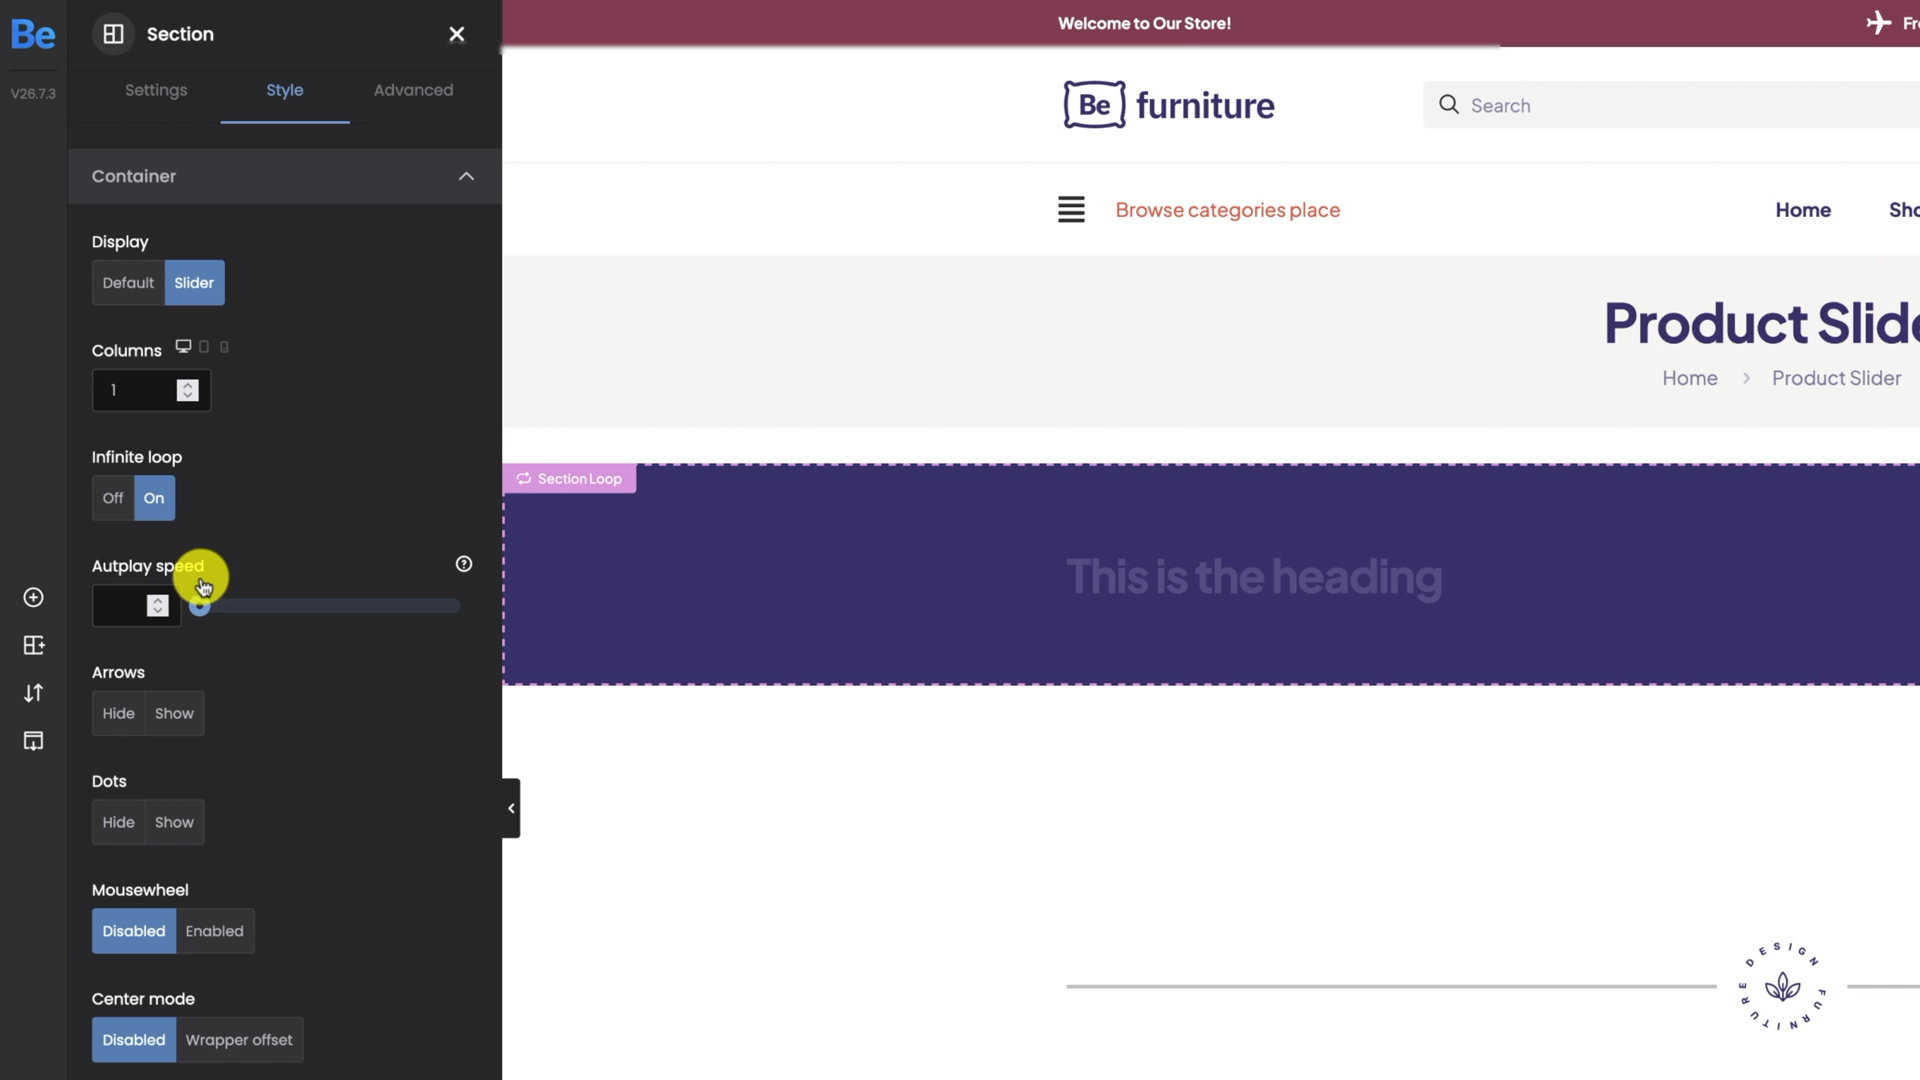 Be
V26.7.3
Section
Settings
Style
Advanced
Container
Display
Default
Slider
Columns
1
Infinite loop
Off
On
Autplay speed
Arrows
Hide
Show
Dots
Hide
Show
Mousewheel
Disabled
Enabled
Center mode
Disabled
Wrapper offset
Welcome to Our Store!
Be furniture
Search
Browse categories place
Home
Product Slide
Home > Product Slider
Section Loop
This is the heading
DESIGN FURNITURE